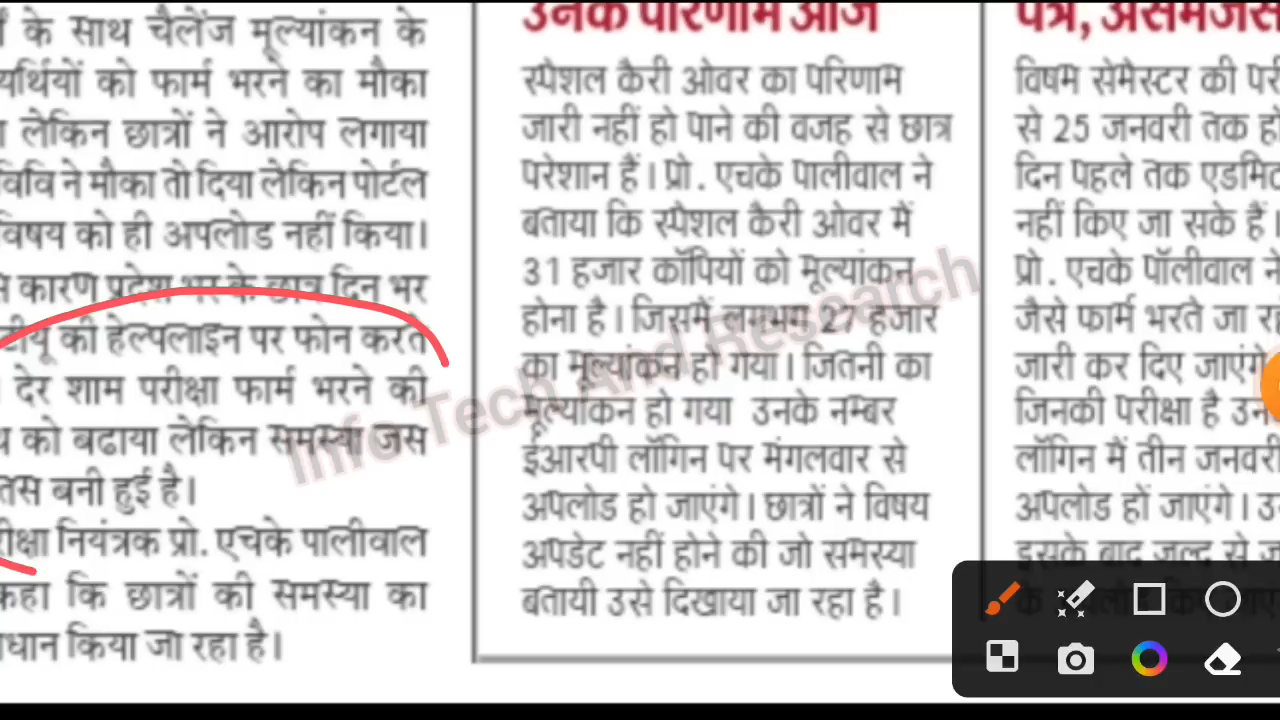 के साथ चैलेंज मूल्यांकन के
को फार्म भरने का मौका
लेकिन छात्रों ने आरोप लगाया
ने मौका तो दिया लेकिन पोर्टल
विषय को ही अपलोड नहीं किया।
कारण प्रदेश भर के छात्र दिन भर
की हेल्पलाइन पर फोन करते
देर शाम परीक्षा फार्म भरने की
को बढाया लेकिन समस्या जस
बनी हुई है।
नियंत्रक प्रो. एचके पालीवाल
कहा कि छात्रों की समस्या का
किया जा रहा है।
उनके परिणाम आज
स्पेशल कैरी ओवर का परिणाम
जारी नहीं हो पाने की वजह से छात्र
परेशान हैं। प्रो. एचके पालीवाल ने
बताया कि स्पैशल कैरी ओवर में
31 हजार कॉपियों को मूल्यांकन
होना है। जिसमें लगभग 27 हजार
का मूल्यांकन हो गया। जितनी का
मूल्यांकन हो गया उनके नम्बर
ईआरपी लॉगिन पर मंगलवार से
अपलोड हो जाएंगे। छात्रों ने विषय
अपडेट नहीं होने की जो समस्या
बतायी उसे दिखाया जा रहा है।
पत्र, असमंजस
विषम सेमैस्टर की
से 25 जनवरी तक
दिन पहले तक
नहीं किए जा सके हैं।
प्रो. एचके पॉलीवाल ने
जैसे फार्म भरते जा
जारी कर दिए जाएंगे
जिनकी परीक्षा है
लॉगिन में तीन जनवरी
अपलोड हों जाएंगे।
इसके बाद जल्द से
Info Tech And Research